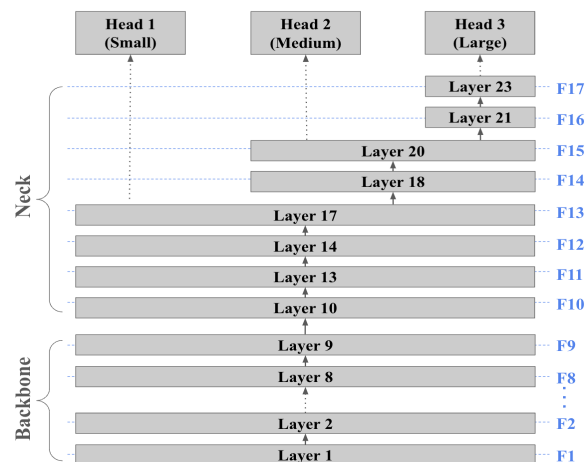 Head 1
(Small)
Head 2
(Medium)
Head 3
(Large)
Layer 23
F17
Layer 21
F16
Layer 20
F15
Layer 18
F14
Layer 17
F13
Layer 14
F12
Layer 13
F11
Layer 10
F10
Neck
Layer 9
F9
Layer 8
F8
Layer 2
F2
Layer 1
F1
Backbone